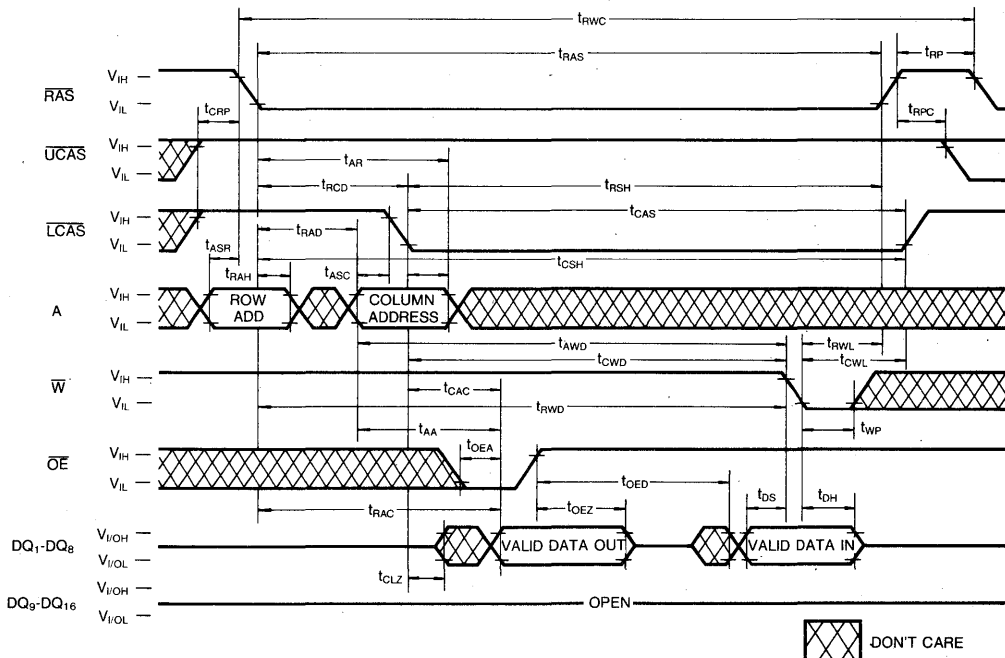 tRWC
tRAS
tRP
RAS
VIH
VIL
tCRP
tRPC
UCAS
VIH
VIL
tAR
tRCD
tRSH
LCAS
VIH
VIL
tCAS
tRAD
tCSH
tASR
tRAH
tASC
A
VIH
VIL
ROW
ADD
COLUMN
ADDRESS
tAWD
tRWL
tCWD
tCWL
W
VIH
VIL
tCAC
tRWD
tWP
tAA
OE
VIH
VIL
tOEA
tOED
tRAC
tOEZ
tDS
tDH
DQ1-DQ8
VI/OH
VI/OL
VALID DATA OUT
VALID DATA IN
tCLZ
DQ9-DQ16
VI/OH
VI/OL
OPEN
DON'T CARE